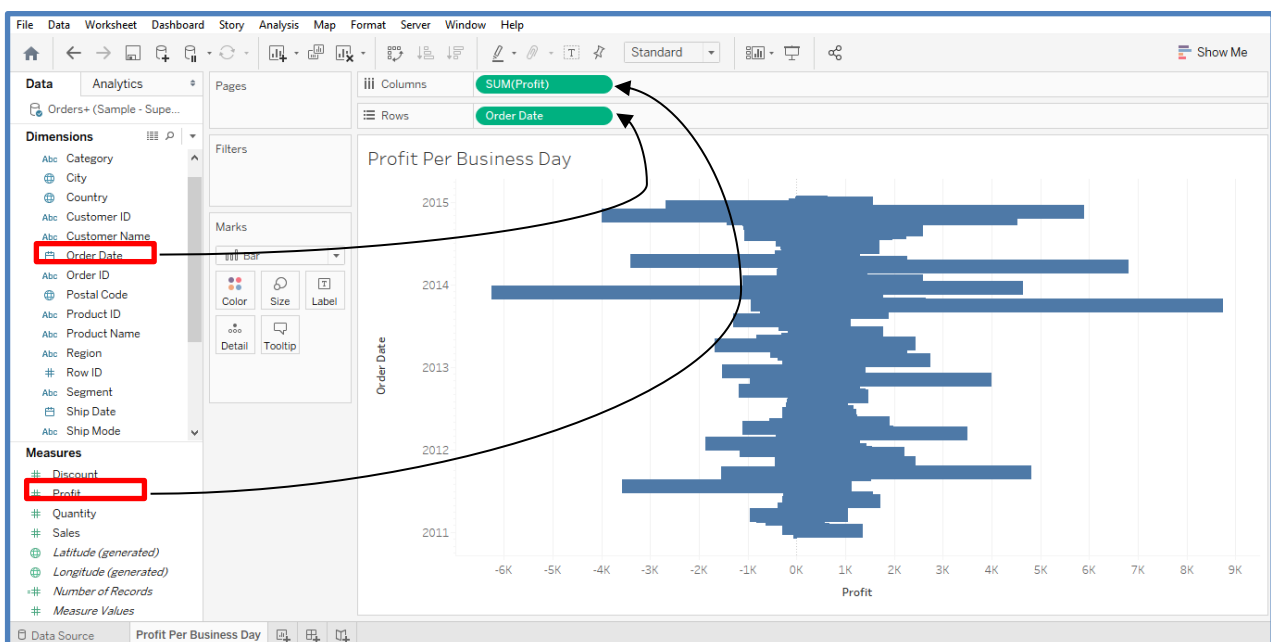 File Data Worksheet Dashboard Story Analysis Map Format Server Window Help
Standard
Show Me
Data Analytics
Orders+ (Sample - Supe...
Dimensions
Abc Category
City
Country
Abc Customer ID
Abc Customer Name
Order Date
Abc Order ID
Postal Code
Abc Product ID
Abc Product Name
Abc Region
# Row ID
Abc Segment
Ship Date
Abc Ship Mode
Measures
# Discount
# Profit
# Quantity
# Sales
Latitude (generated)
Longitude (generated)
=# Number of Records
# Measure Values
Pages
Filters
Marks
Bar
Color Size Label
Detail Tooltip
Columns SUM(Profit)
Rows Order Date
Profit Per Business Day
Order Date
2015
2014
2013
2012
2011
-6K -5K -4K -3K -2K -1K 0K 1K 2K 3K 4K 5K 6K 7K 8K 9K
Profit
Data Source Profit Per Business Day